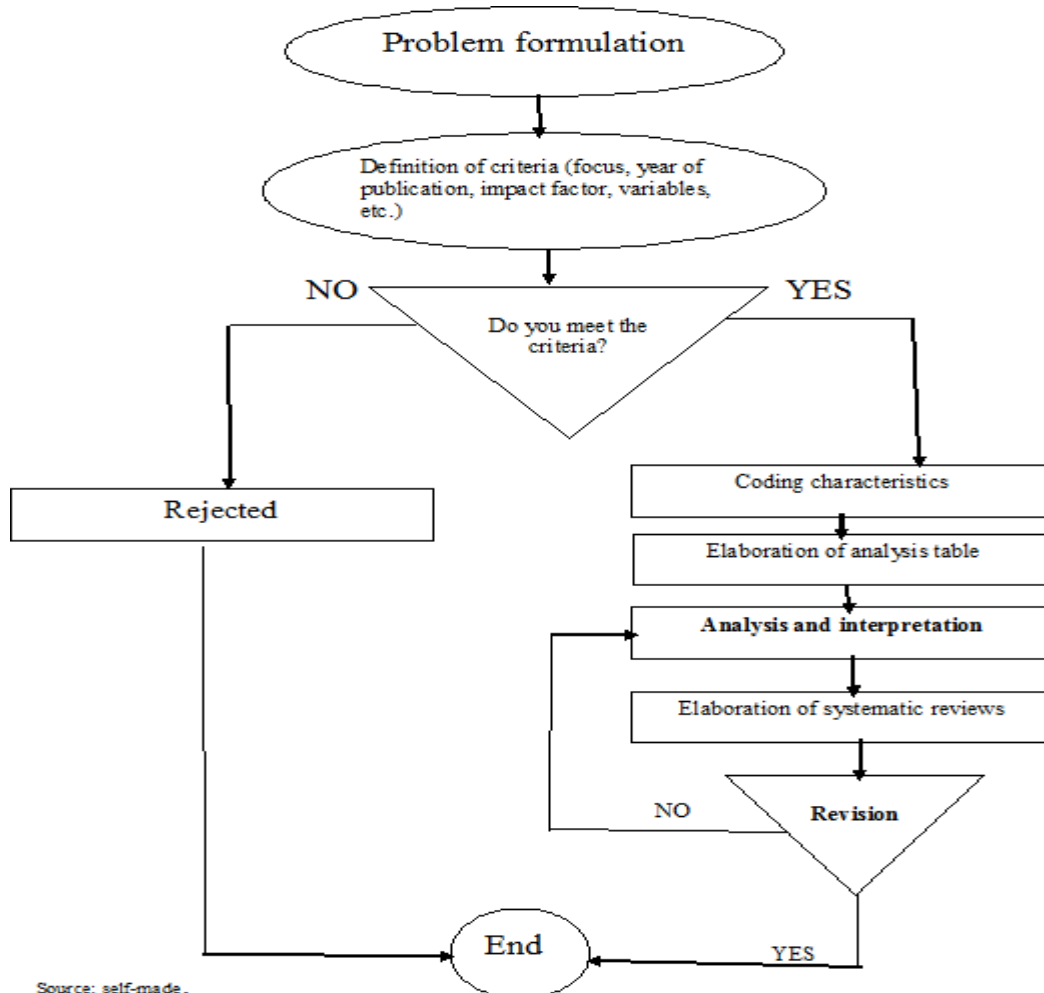 Problem formulation
Definition of criteria (focus, year of
publication, impact factor, variables,
etc.)
NO
YES
Do you meet the
criteria?
Rejected
Coding characteristics
Elaboration of analysis table
Analysis and interpretation
Elaboration of systematic reviews
NO
Revision
End
YES
Source: self-made.